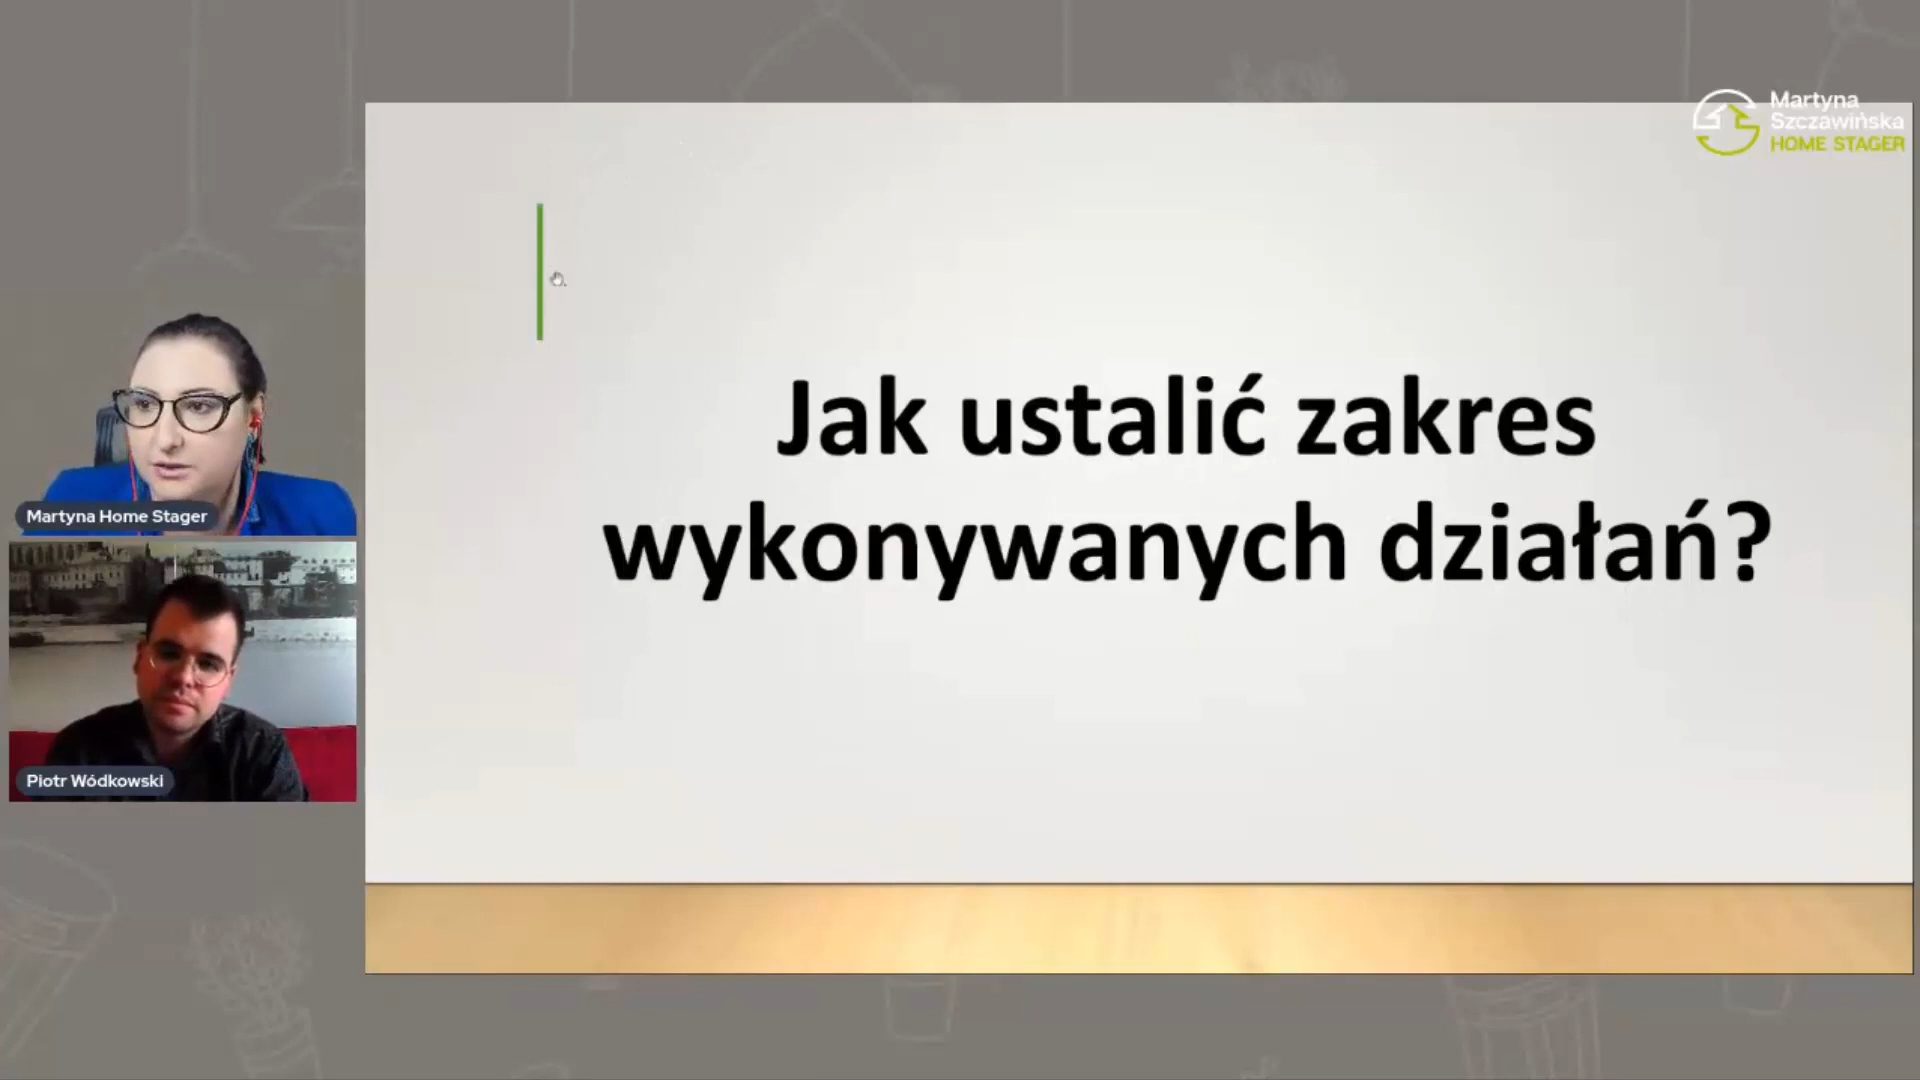 Martyna
Szczawińska
HOME STAGER
Jak ustalić zakres
wykonywanych działań?
Martyna Home Stager
Piotr Wódkowski